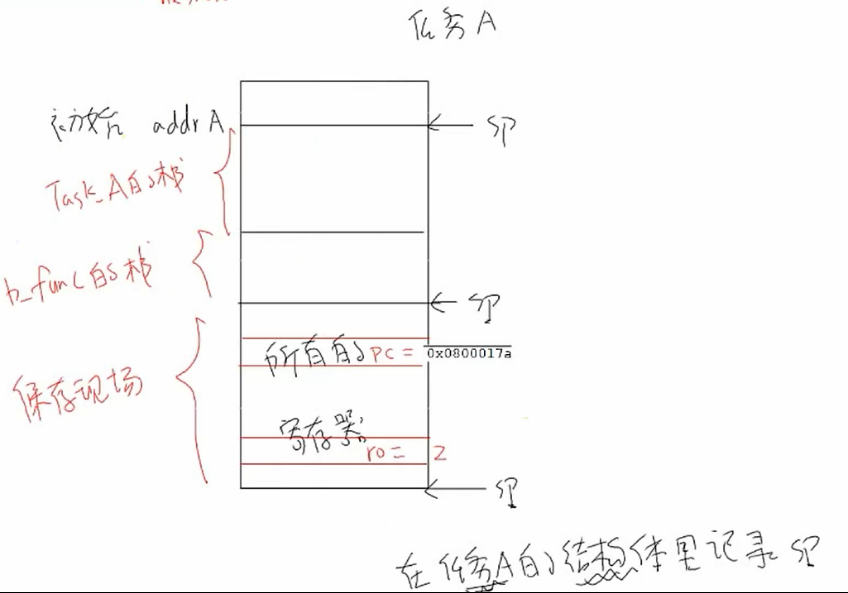 任务A
初始 addr A
SP
Task_A的栈
b_func的栈
SP
所有的 pc = 0x0800017a
保存现场
寄存器
r0 = 2
SP
在任务A的结构体里记录 SP